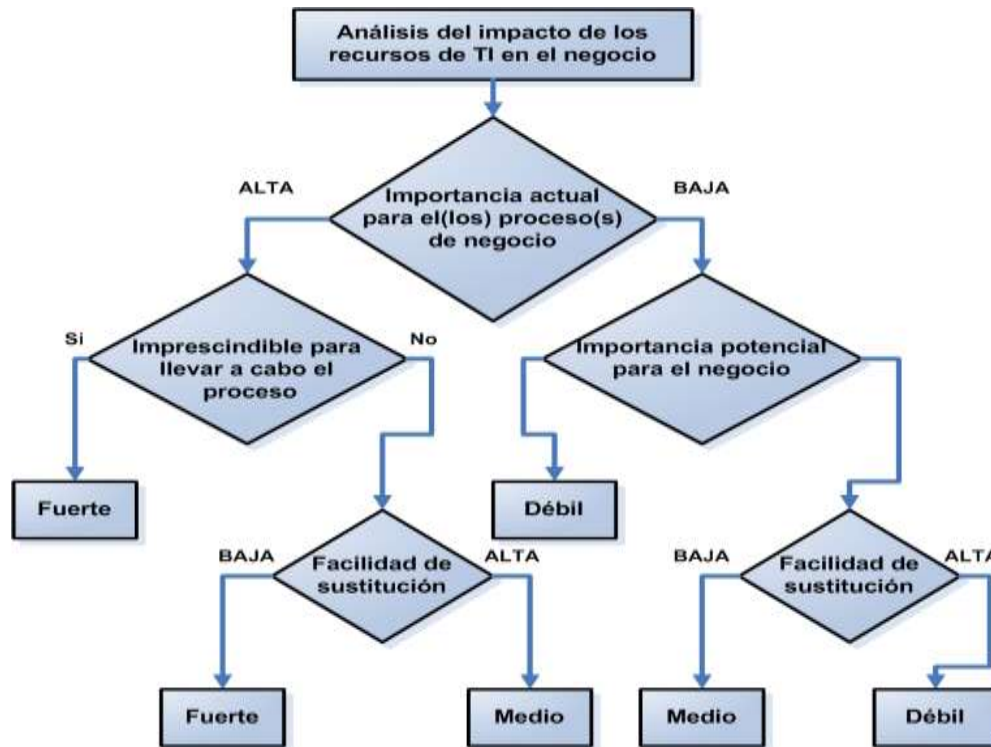 Análisis del impacto de los
recursos de TI en el negocio
ALTA
BAJA
Importancia actual
para el(los) proceso(s)
de negocio
Si
No
Imprescindible para
llevar a cabo el
proceso
Importancia potencial
para el negocio
Fuerte
Débil
BAJA
ALTA
Facilidad de
sustitución
BAJA
ALTA
Facilidad de
sustitución
Fuerte
Medio
Medio
Débil